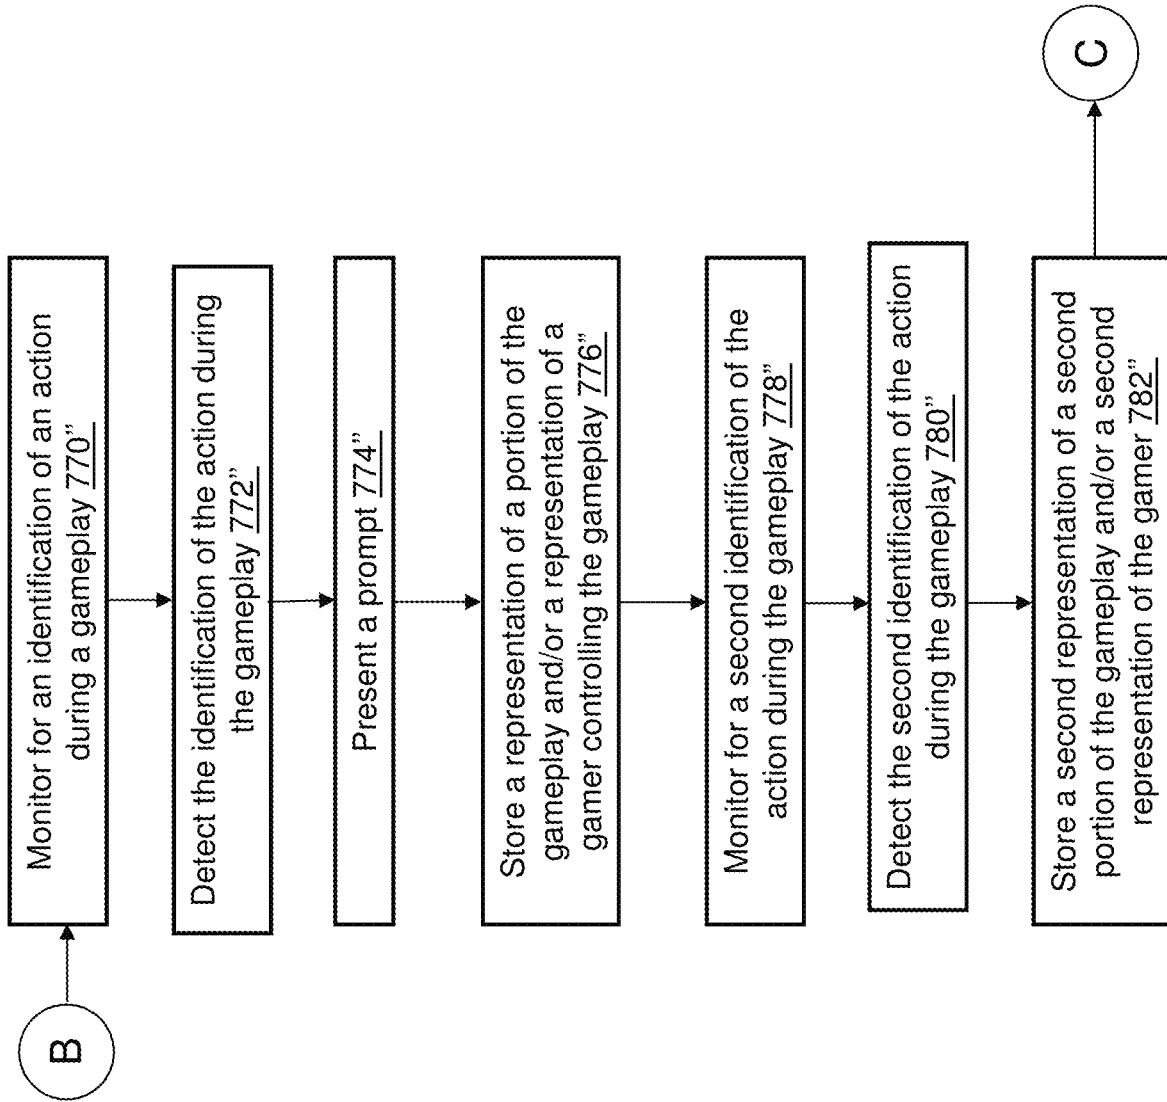 B
Monitor for an identification of an action
during a gameplay 770”
Detect the identification of the action during
the gameplay 772”
Present a prompt 774”
Store a representation of a portion of the
gameplay and/or a representation of a
gamer controlling the gameplay 776”
Monitor for a second identification of the
action during the gameplay 778”
Detect the second identification of the action
during the gameplay 780”
Store a second representation of a second
portion of the gameplay and/or a second
representation of the gamer 782”
C